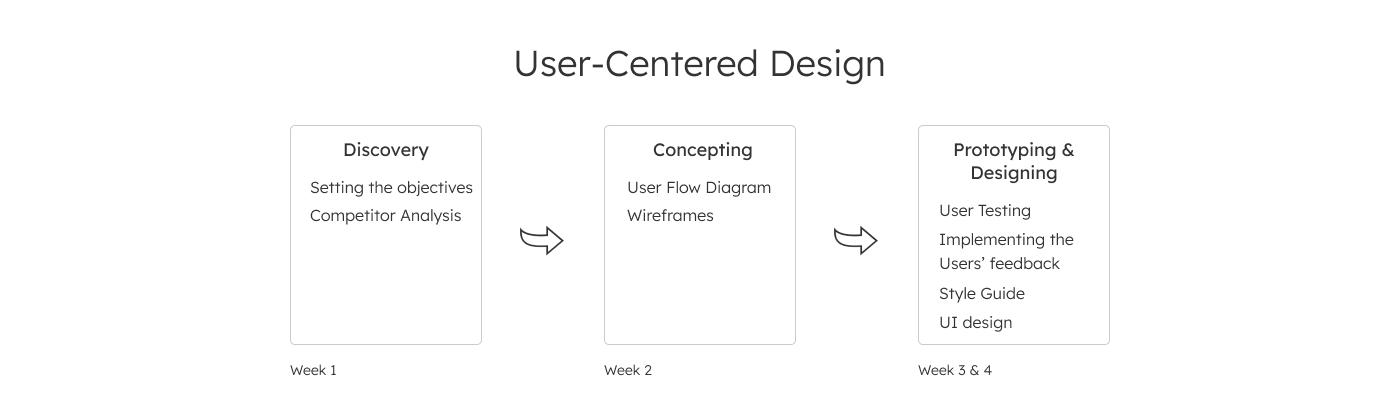 User-Centered Design
Discovery
Setting the objectives
Competitor Analysis
Week 1
Concepting
User Flow Diagram
Wireframes
Week 2
Prototyping &
Designing
User Testing
Implementing the
Users’ feedback
Style Guide
UI design
Week 3 & 4